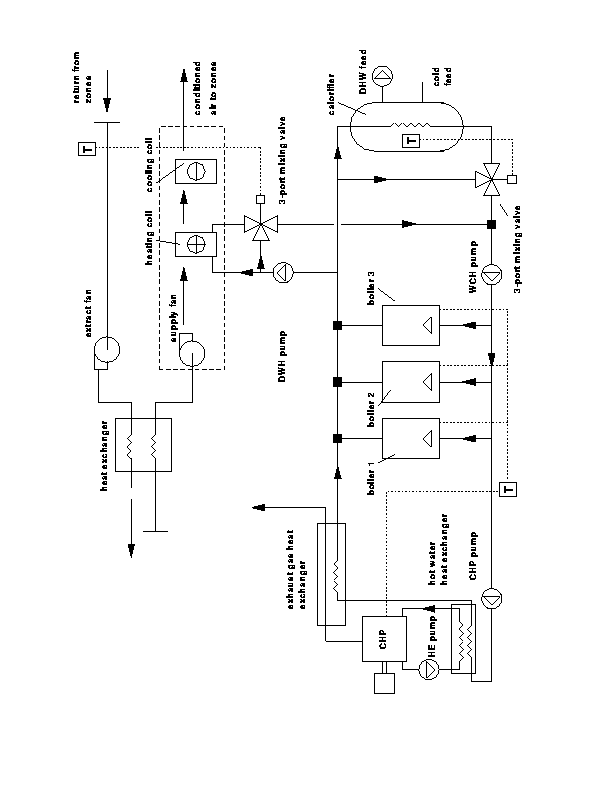 return from
zones
T
conditioned
air to zones
cooling coil
heating coil
3-port mixing valve
extract fan
supply fan
heat exchanger
DWH pump
calorifier
DHW feed
cold
feed
T
3-port mixing valve
WCH pump
boiler 3
boiler 2
boiler 1
T
exhaust gas heat
exchanger
hot water
heat exchanger
CHP pump
CHP
HE pump